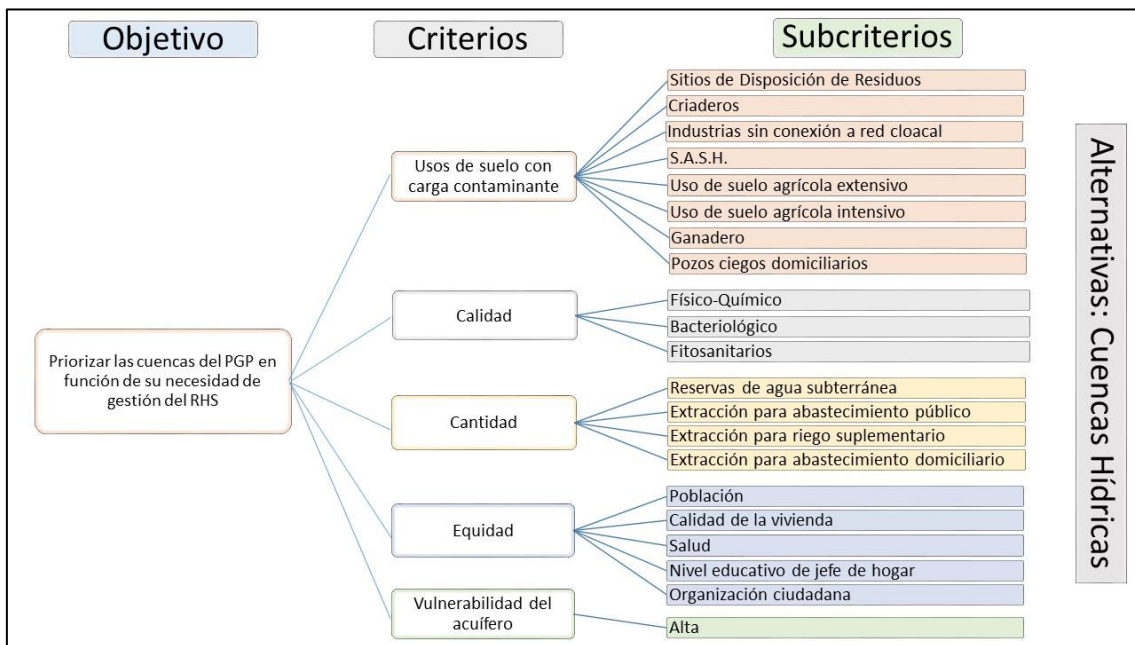 Objetivo
Criterios
Subcriterios
Priorizar las cuencas del PGP en
función de su necesidad de
gestión del RHS
Usos de suelo con
carga contaminante
Sitios de Disposición de Residuos
Criaderos
Industrias sin conexión a red cloacal
S.A.S.H.
Uso de suelo agrícola extensivo
Uso de suelo agrícola intensivo
Ganadero
Pozos ciegos domiciliarios
Calidad
Físico-Químico
Bacteriológico
Fitosanitarios
Cantidad
Reservas de agua subterránea
Extracción para abastecimiento público
Extracción para riego suplementario
Extracción para abastecimiento domiciliario
Equidad
Población
Calidad de la vivienda
Salud
Nivel educativo de jefe de hogar
Organización ciudadana
Vulnerabilidad del
acuífero
Alta
Alternativas: Cuencas Hídricas